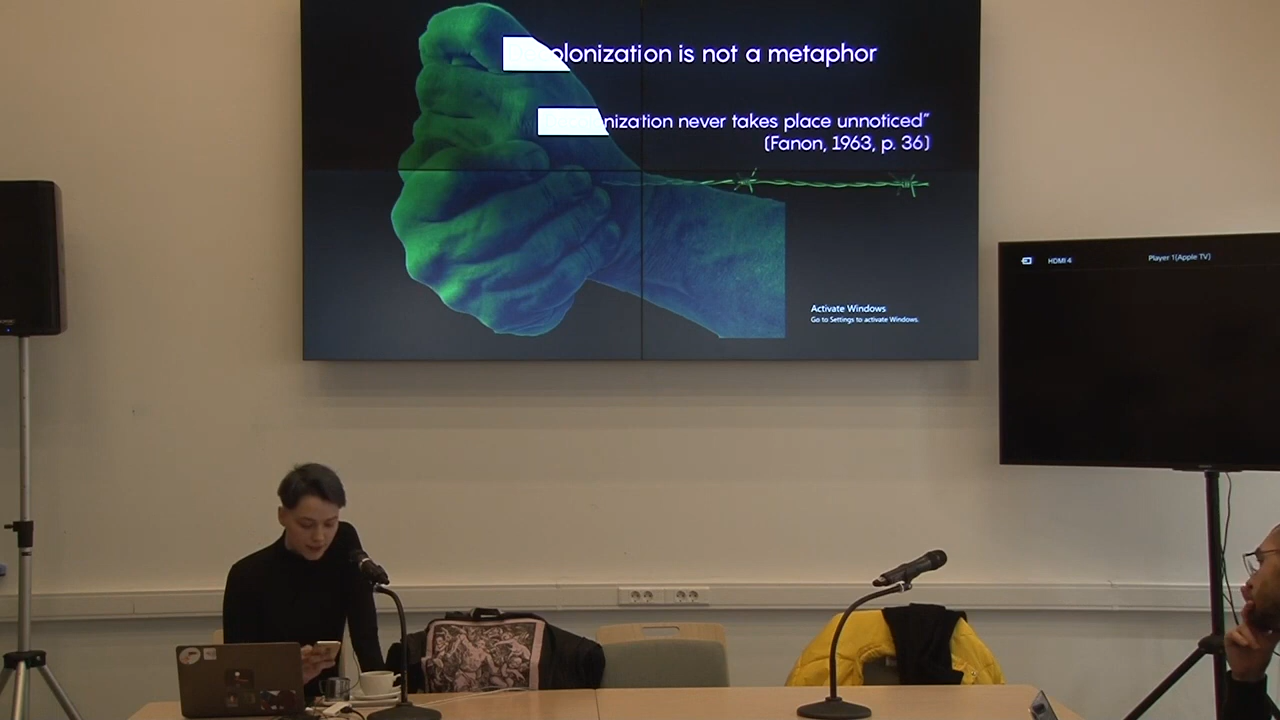 olonization is not a metaphor
nization never takes place unnoticed”
(Fanon, 1963, p. 36)
Activate Windows
Go to Settings to activate Windows.
HDMI 4
Player 1(Apple TV)